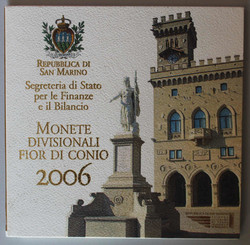 REPUBBLICA DI
SAN MARINO
Segreteria di Stato
per le Finanze
e il Bilancio
MONETE
DIVISIONALI
FIOR DI CONIO
2006